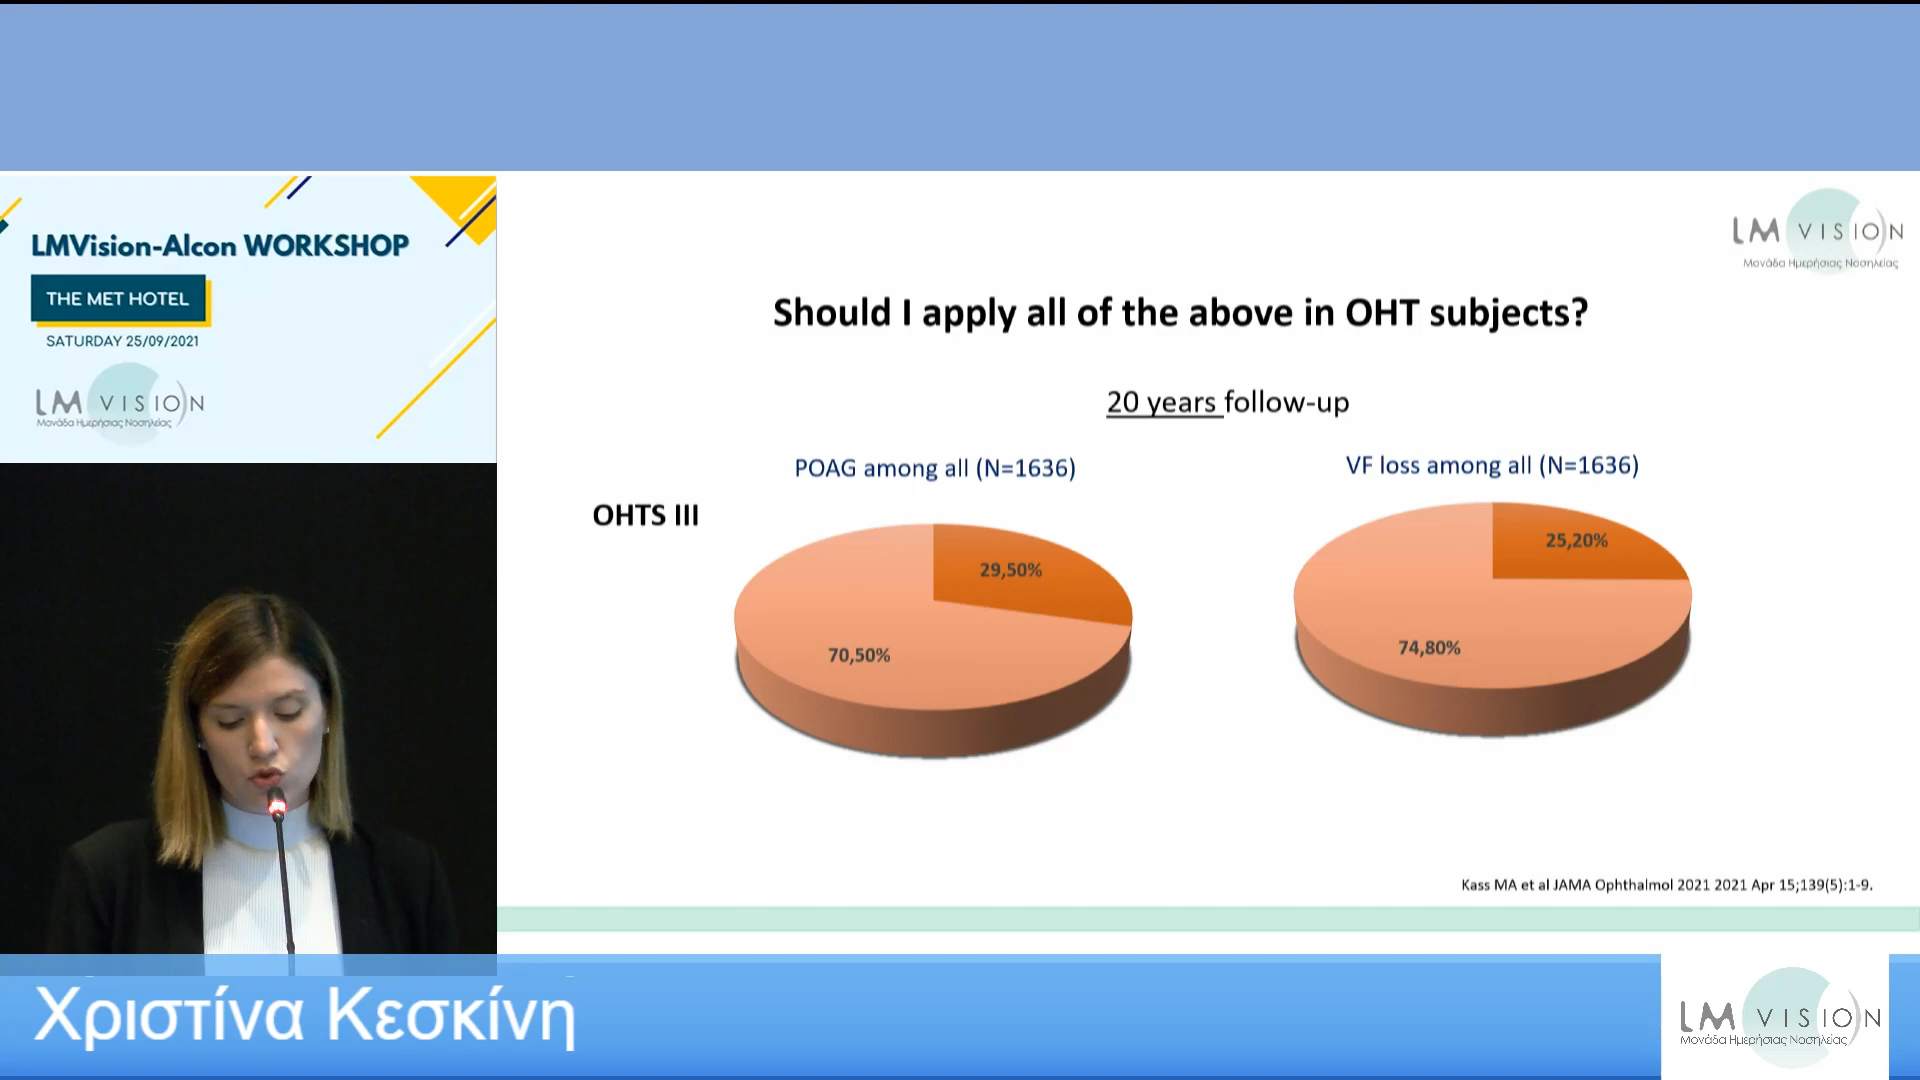 LMVision-Alcon WORKSHOP
THE MET HOTEL
SATURDAY 25/09/2021
LM VISION
Μονάδα Ημερήσιας Νοσηλείας
LM VISION
Μονάδα Ημερήσιας Νοσηλείας
Should I apply all of the above in OHT subjects?
20 years follow-up
POAG among all (N=1636)
VF loss among all (N=1636)
OHTS III
29,50%
70,50%
25,20%
74,80%
Kass MA et al JAMA Ophthalmol 2021 2021 Apr 15;139(5):1-9.
Χριστίνα Κεσκίνη
LM VISION
Μονάδα Ημερήσιας Νοσηλείας